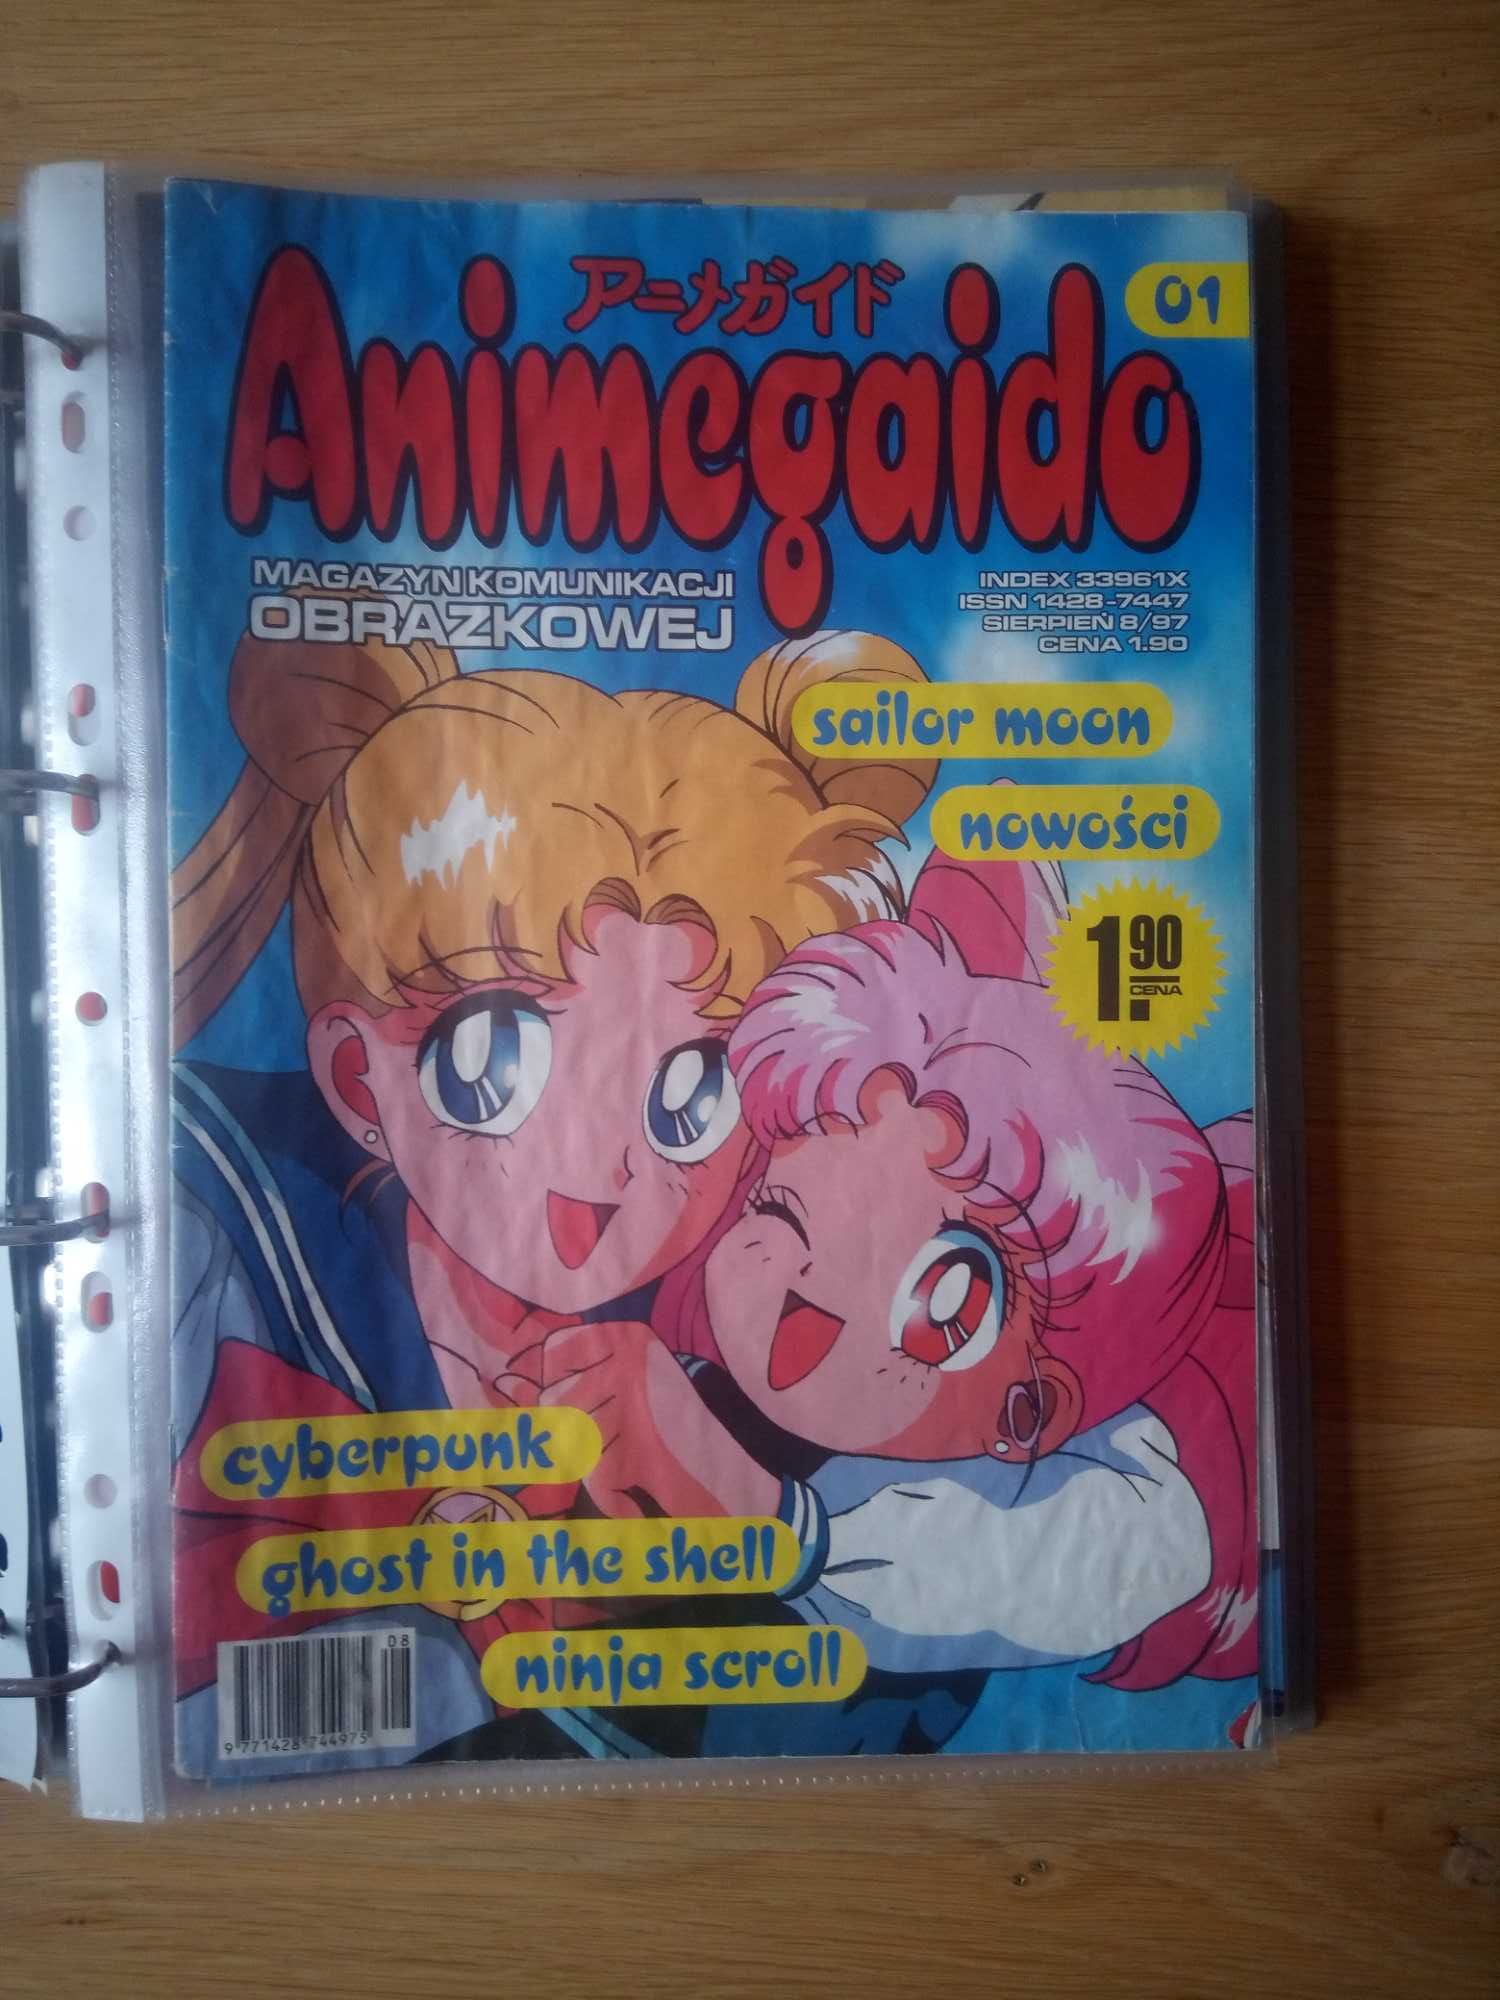 アニメガイド
01
Animegaido
MAGAZYN KOMUNIKACJI
OBRAZKOWEJ
INDEX 33961X
ISSN 1428-7447
SIERPIEŃ 8/97
CENA 1.90
sailor moon
nowości
1.90
CENA
cyberpunk
ghost in the shell
ninja scroll
08
9 771428 744975